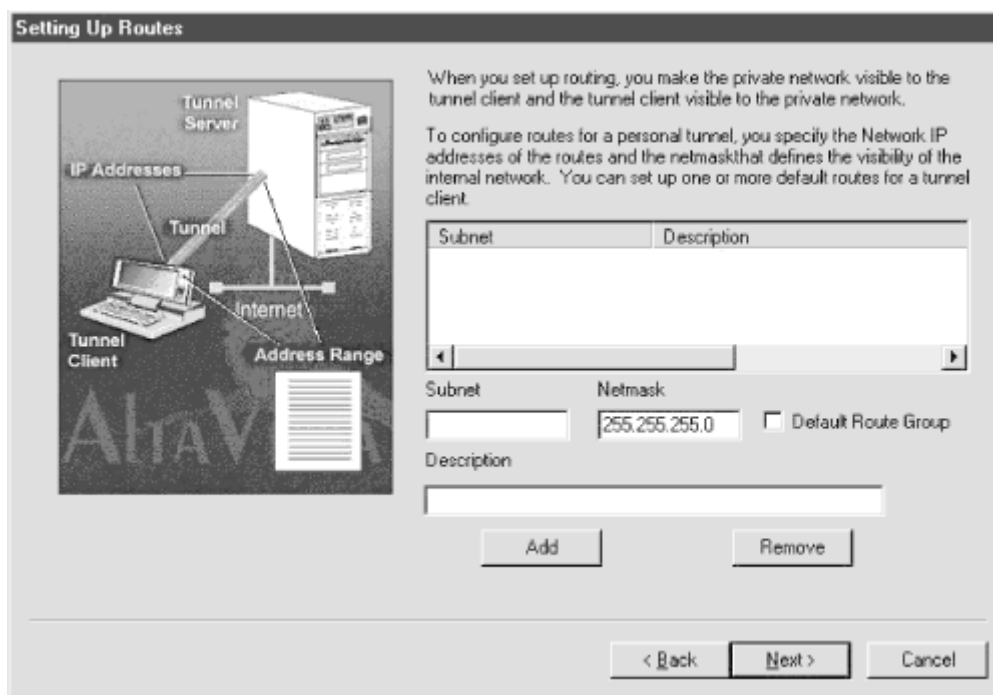 Setting Up Routes
Tunnel
Server
IP Addresses
Tunnel
Internet
Tunnel
Client
Address Range
ALTAVISTA
When you set up routing, you make the private network visible to the
tunnel client and the tunnel client visible to the private network.
To configure routes for a personal tunnel, you specify the Network IP
addresses of the routes and the netmaskthat defines the visibility of the
internal network. You can set up one or more default routes for a tunnel
client.
Subnet Description
Subnet Netmask
255.255.255.0 Default Route Group
Description
Add Remove
< Back Next > Cancel